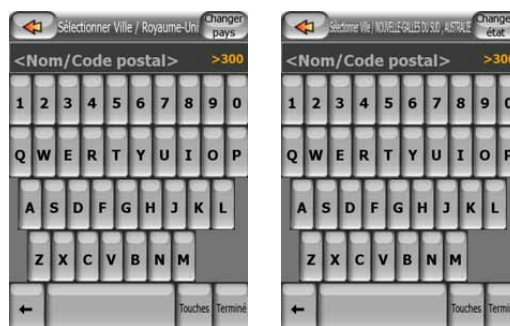 Sélectionner Ville / Royaume-Uni
Changer pays
<Nom/Code postal> >300
1 2 3 4 5 6 7 8 9 0
Q W E R T Y U I O P
A S D F G H J K L
Z X C V B N M
← Touches Terminé
Sélectionner Ville / NOUVELLE-GALLES DU SUD , AUSTRALIE
Changer état
<Nom/Code postal> >300
1 2 3 4 5 6 7 8 9 0
Q W E R T Y U I O P
A S D F G H J K L
Z X C V B N M
← Touches Termi